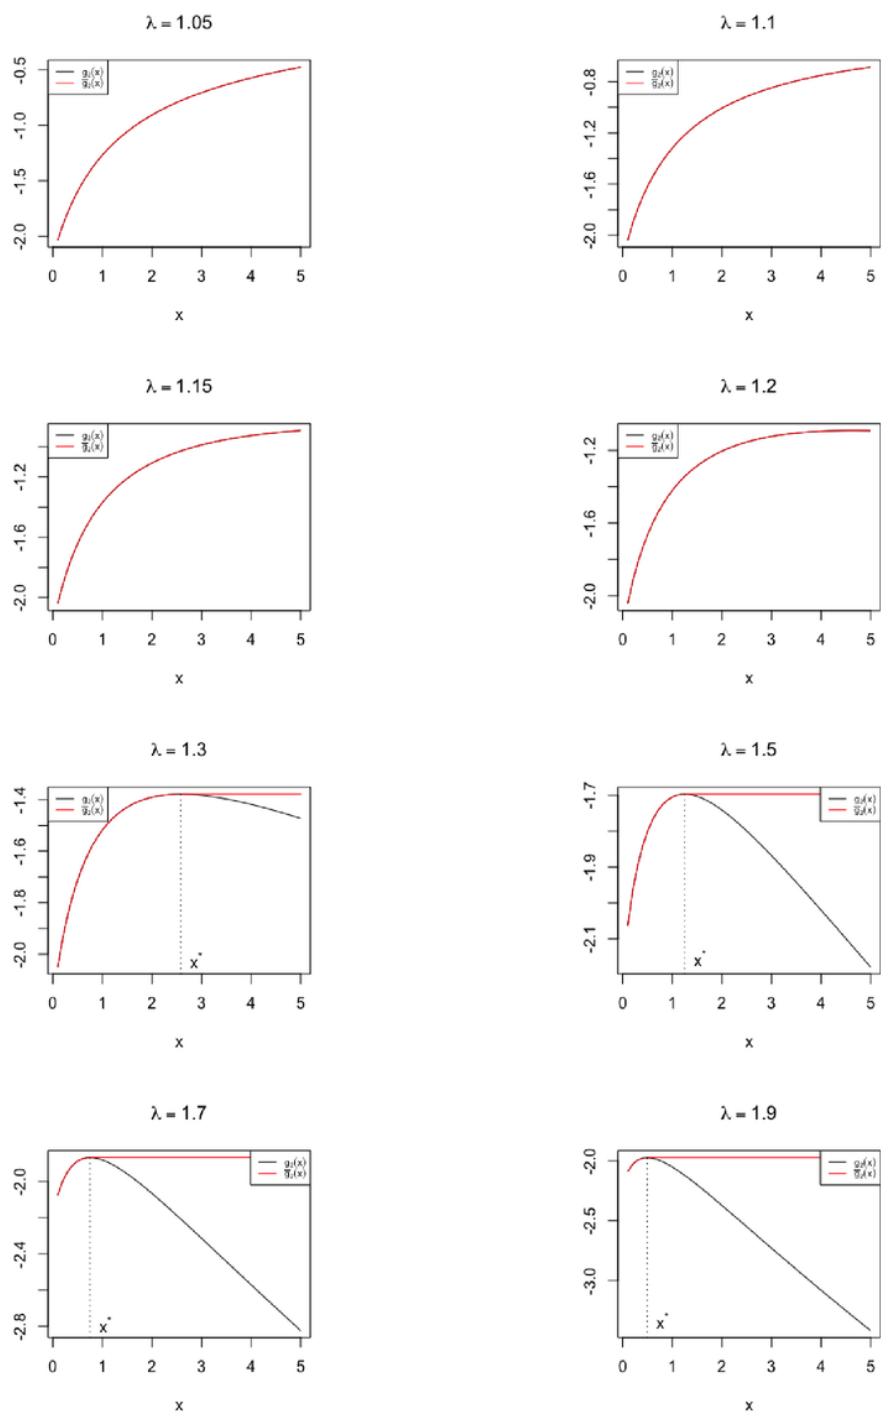 λ = 1.05
g₂(x)
g̅₂(x)
-0.5
-1.0
-1.5
-2.0
0 1 2 3 4 5
x
λ = 1.1
g₂(x)
g̅₂(x)
-0.8
-1.2
-1.6
-2.0
0 1 2 3 4 5
x
λ = 1.15
g₂(x)
g̅₂(x)
-1.2
-1.6
-2.0
0 1 2 3 4 5
x
λ = 1.2
g₂(x)
g̅₂(x)
-1.2
-1.6
-2.0
0 1 2 3 4 5
x
λ = 1.3
g₂(x)
g̅₂(x)
-1.4
-1.6
-1.8
-2.0
x*
0 1 2 3 4 5
x
λ = 1.5
g₂(x)
g̅₂(x)
-1.7
-1.9
-2.1
x*
0 1 2 3 4 5
x
λ = 1.7
g₂(x)
g̅₂(x)
-2.0
-2.4
-2.8
x*
0 1 2 3 4 5
x
λ = 1.9
g₂(x)
g̅₂(x)
-2.0
-2.5
-3.0
x*
0 1 2 3 4 5
x